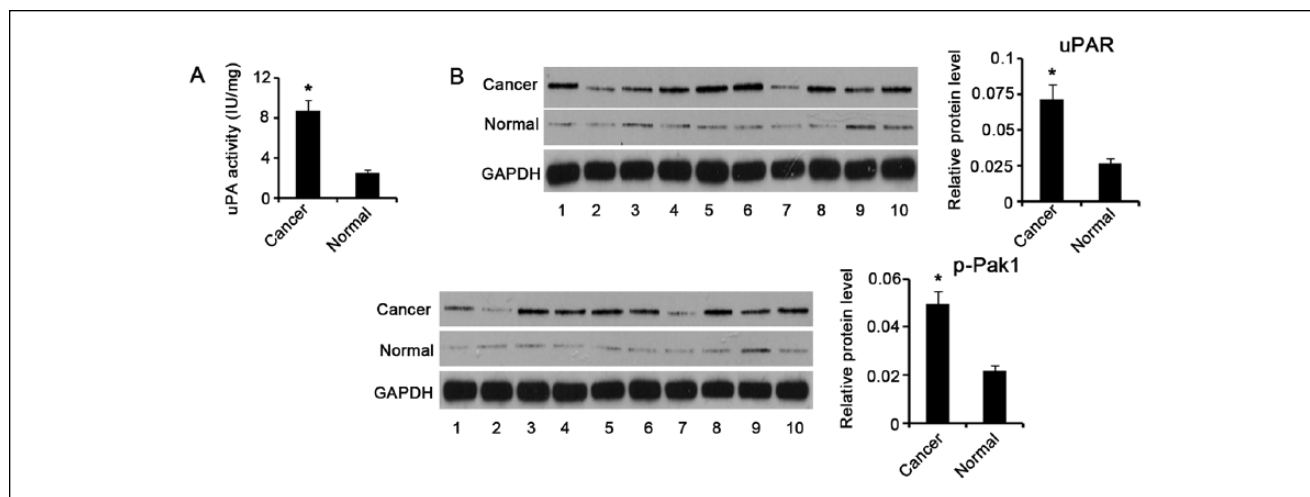 A
uPA activity (IU/mg)
12
8
4
0
*
Cancer
Normal
B
Cancer
Normal
GAPDH
1 2 3 4 5 6 7 8 9 10
uPAR
Relative protein level
0.1
0.075
0.05
0.025
0
*
Cancer
Normal
Cancer
Normal
GAPDH
1 2 3 4 5 6 7 8 9 10
p-Pak1
Relative protein level
0.06
0.04
0.02
0
*
Cancer
Normal